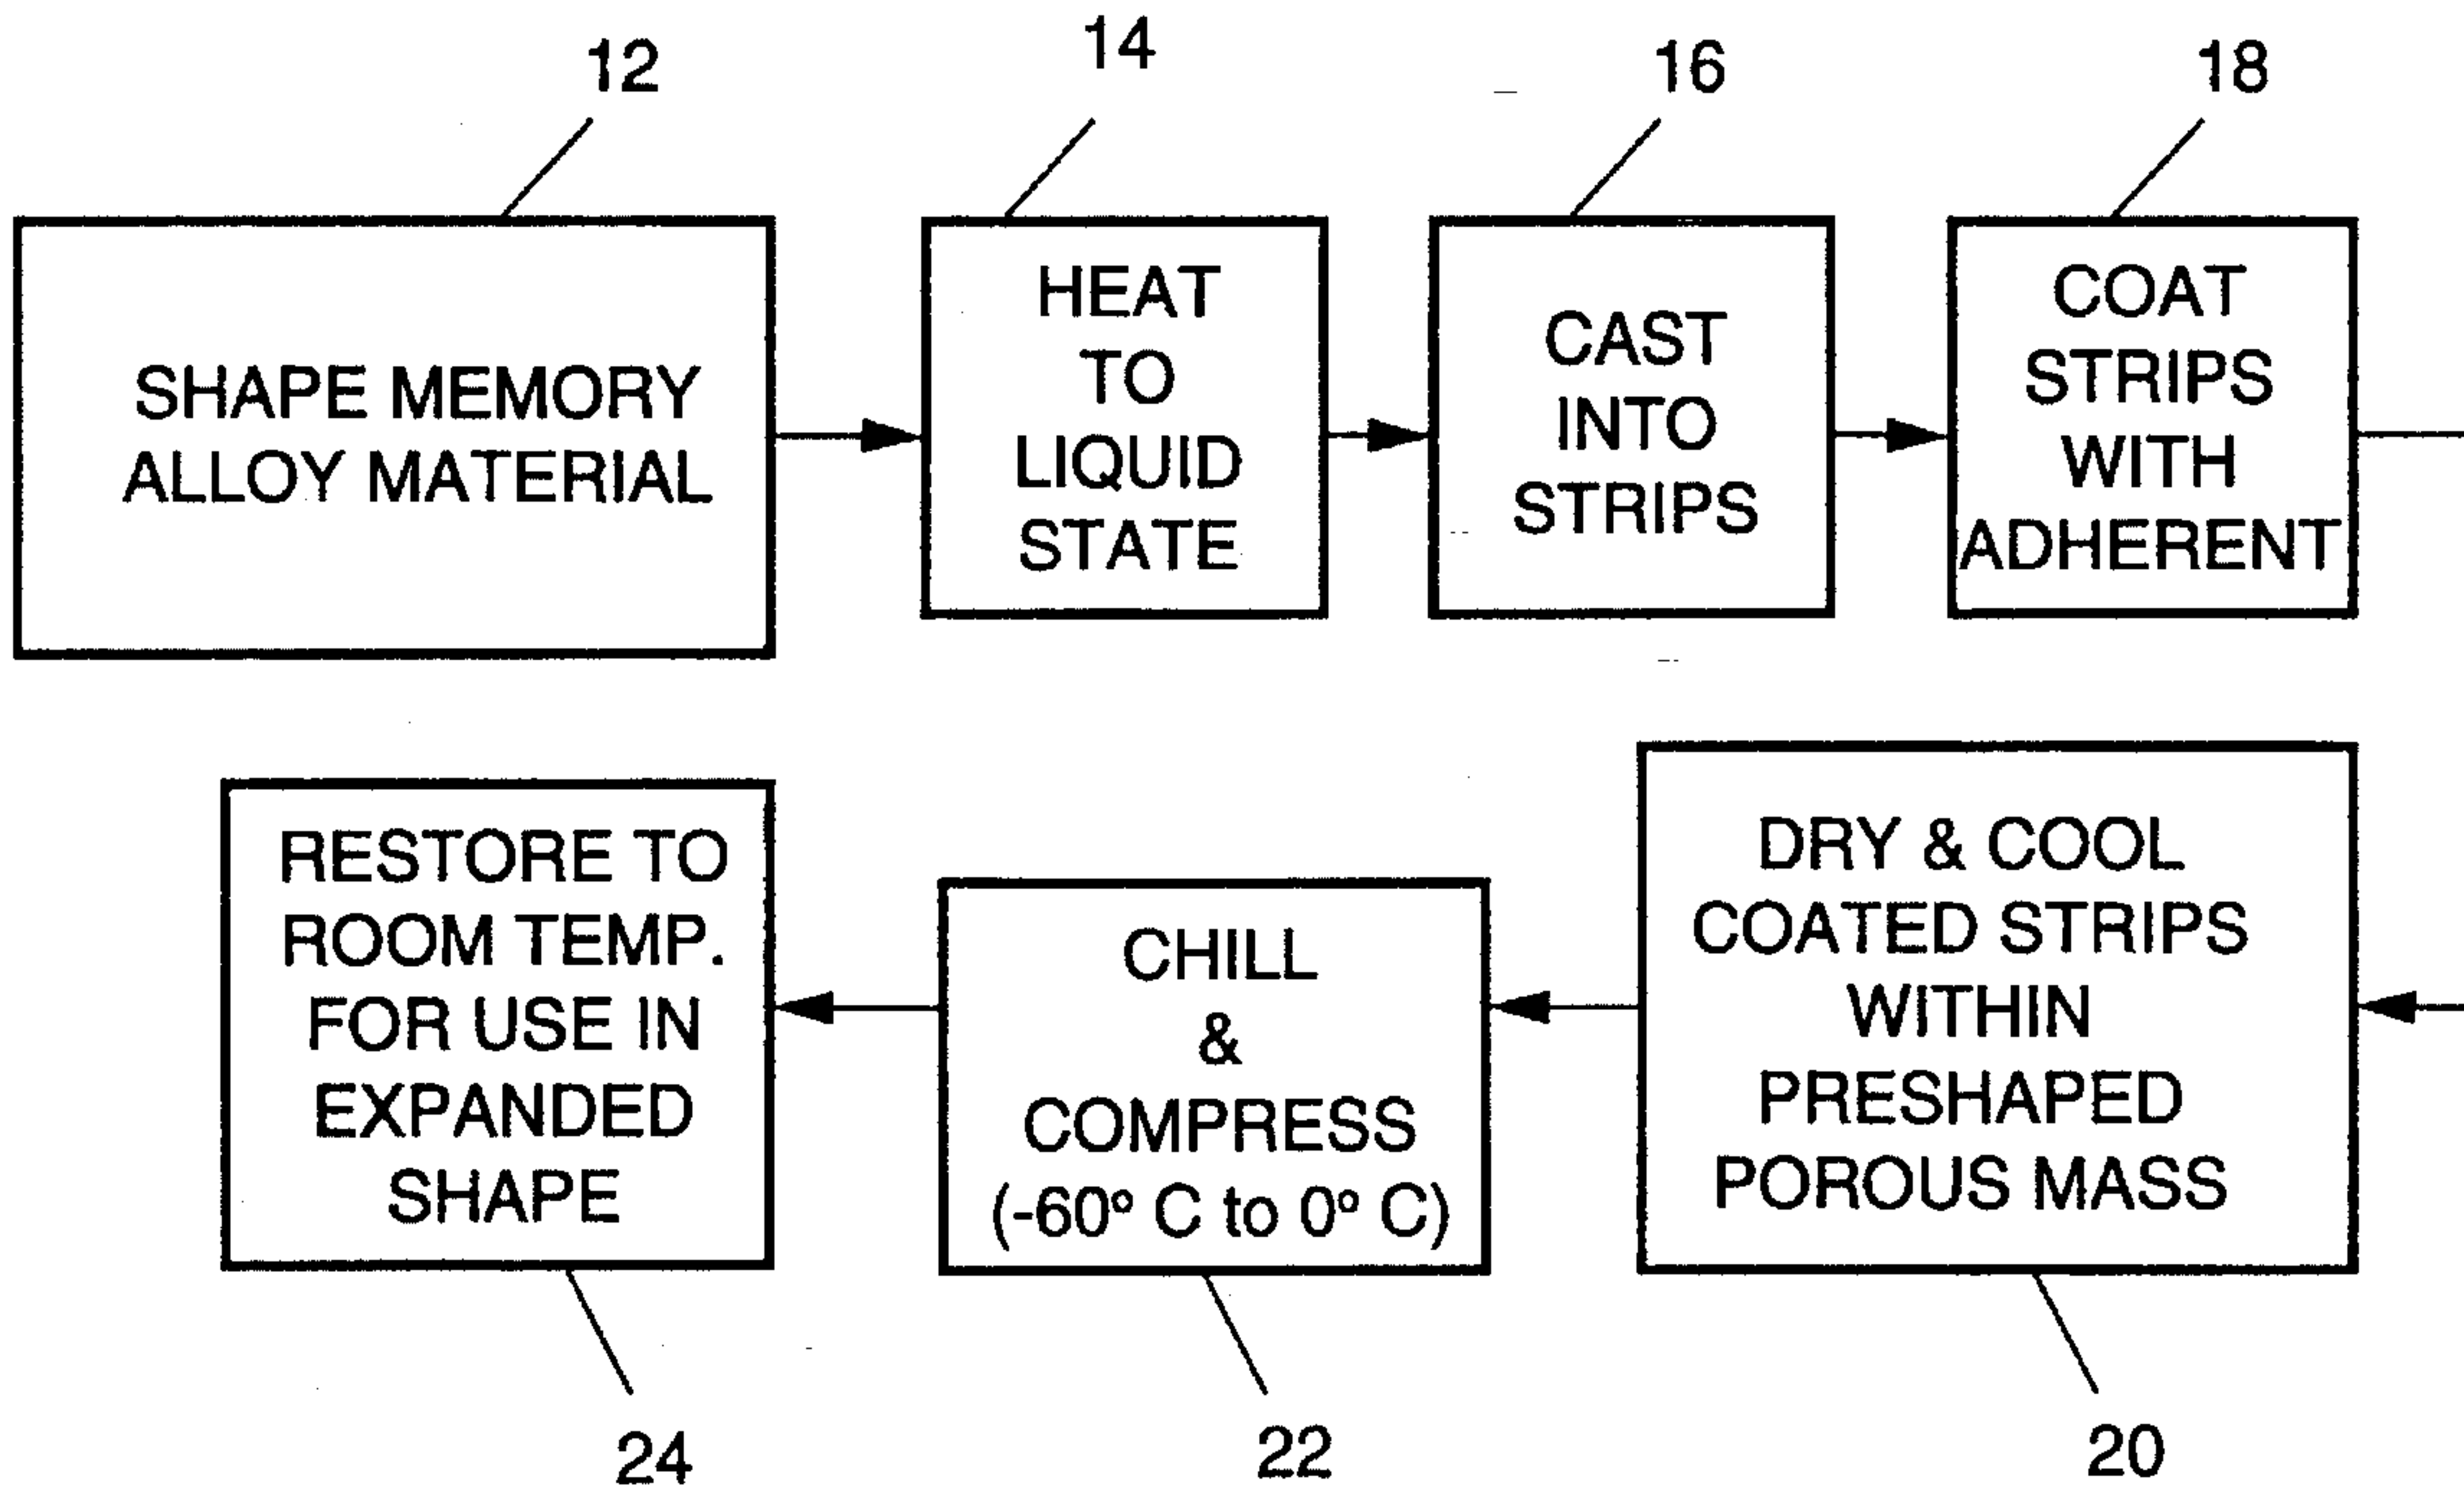 12
14
16
18
SHAPE MEMORY
ALLOY MATERIAL
HEAT
TO
LIQUID
STATE
CAST
INTO
STRIPS
COAT
STRIPS
WITH
ADHERENT
DRY & COOL
COATED STRIPS
WITHIN
PRESHAPED
POROUS MASS
CHILL
&
COMPRESS
(-60° C to 0° C)
RESTORE TO
ROOM TEMP.
FOR USE IN
EXPANDED
SHAPE
24
22
20